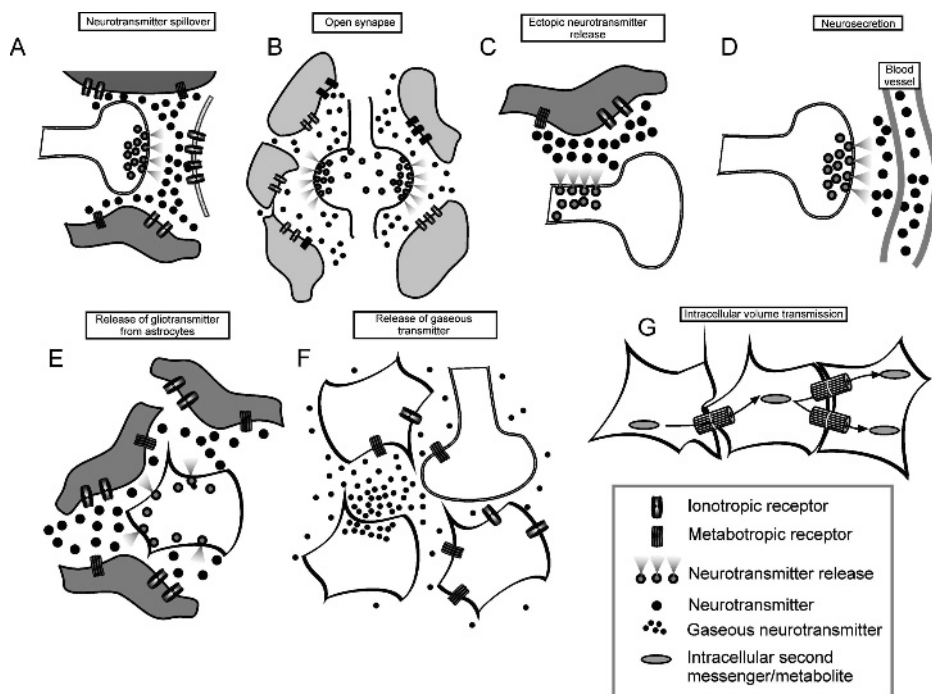 Neurotransmitter spillover
A
Open synapse
B
Ectopic neurotransmitter
release
C
Neurosecretion
D
Blood
vessel
Release of gliotransmitter
from astrocytes
E
Release of gaseous
transmitter
F
G
Intracellular volume transmission
Ionotropic receptor
Metabotropic receptor
Neurotransmitter release
Neurotransmitter
Gaseous neurotransmitter
Intracellular second
messenger/metabolite